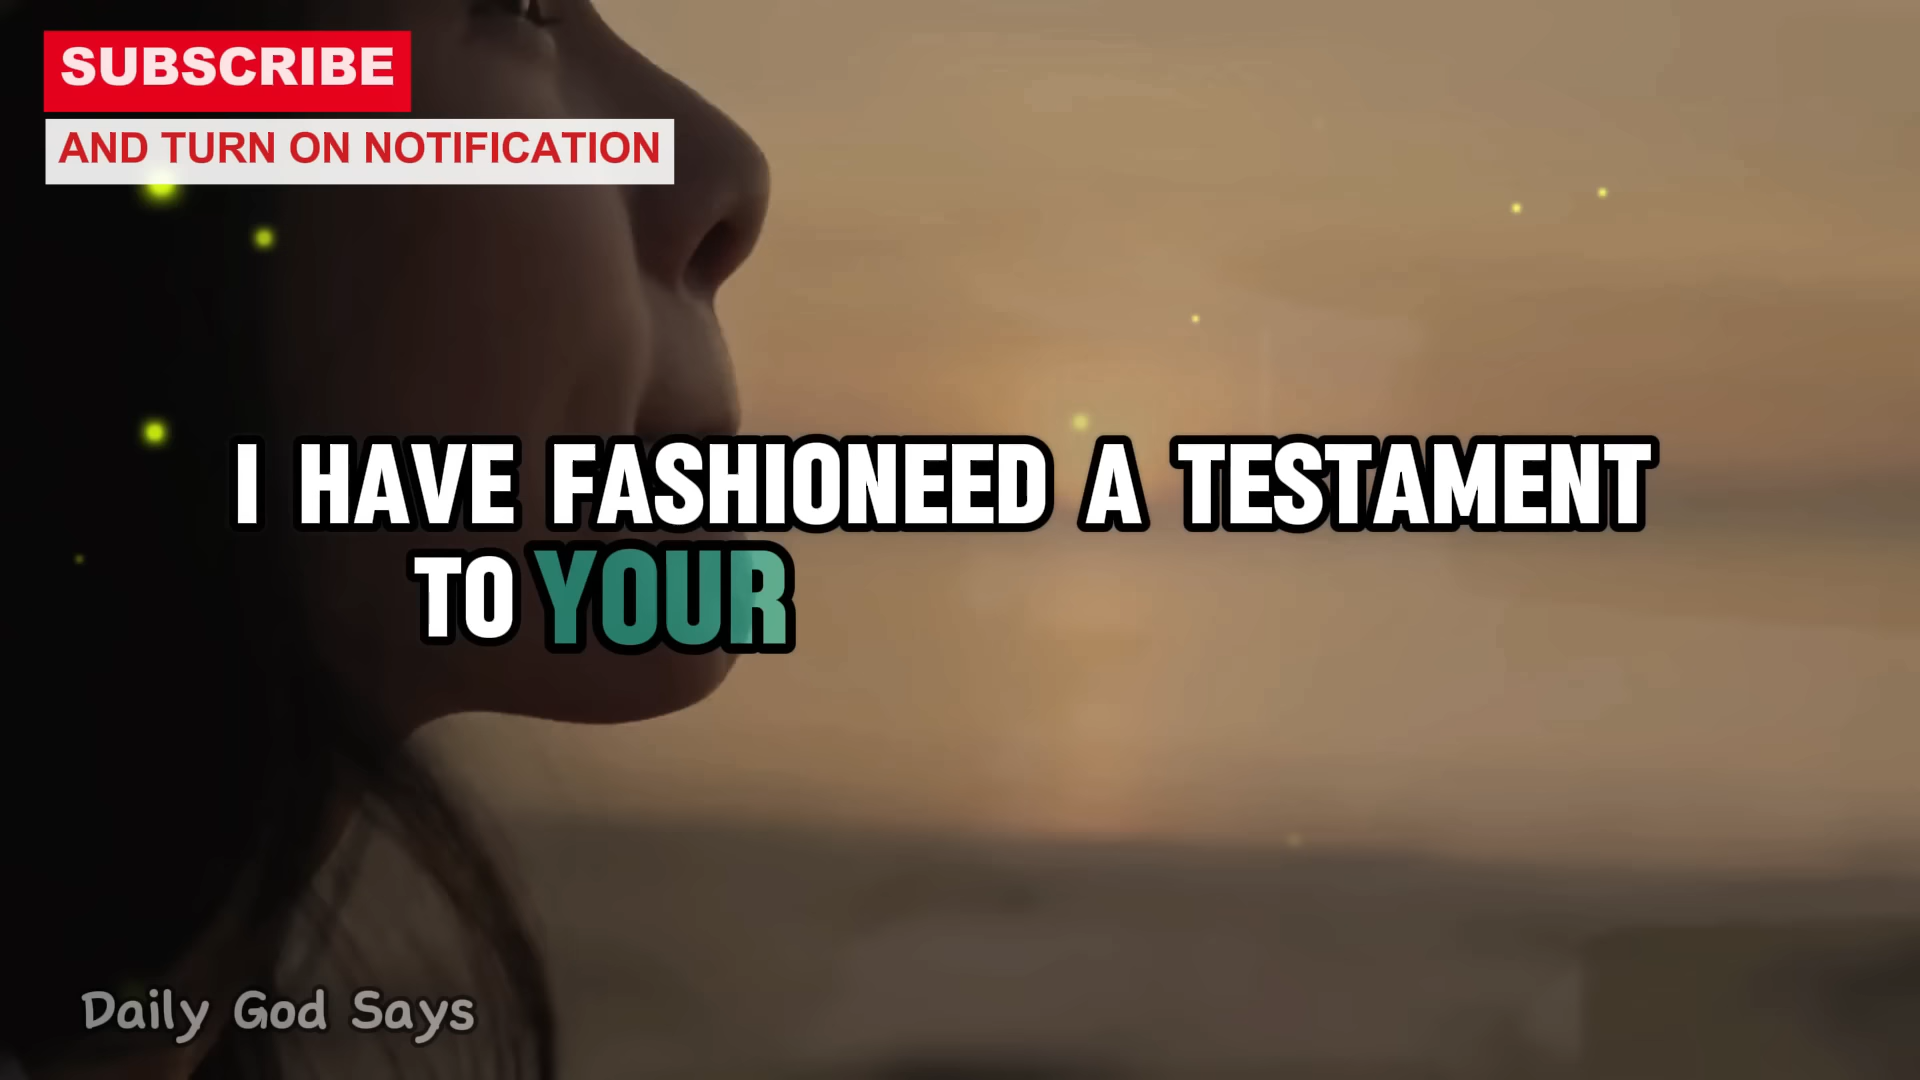 SUBSCRIBE
AND TURN ON NOTIFICATION
I HAVE FASHIONEED A TESTAMENT
TO YOUR
Daily God Says